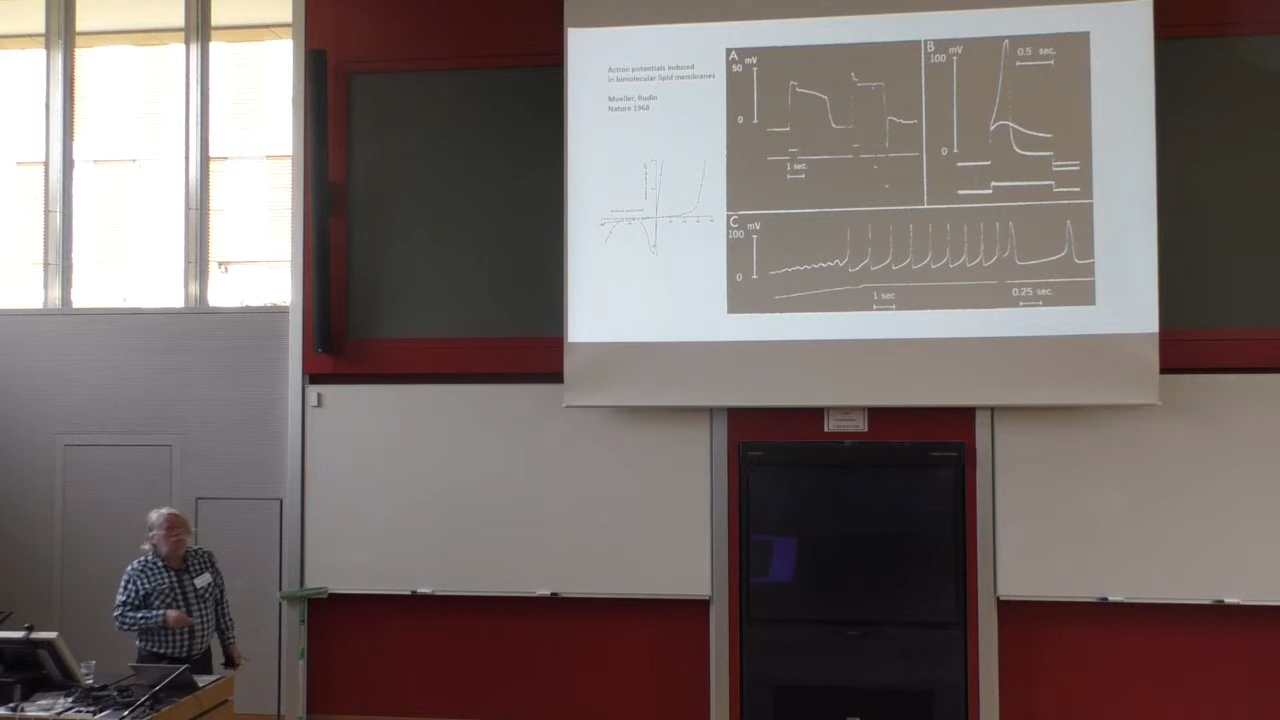 Action potentials induced
in bimolecular lipid membranes
Mueller, Rudin
Nature 1968
A
mV
50
0
1 sec.
B
mV
100
0.5 sec.
0
C
mV
100
0
1 sec
0.25 sec.